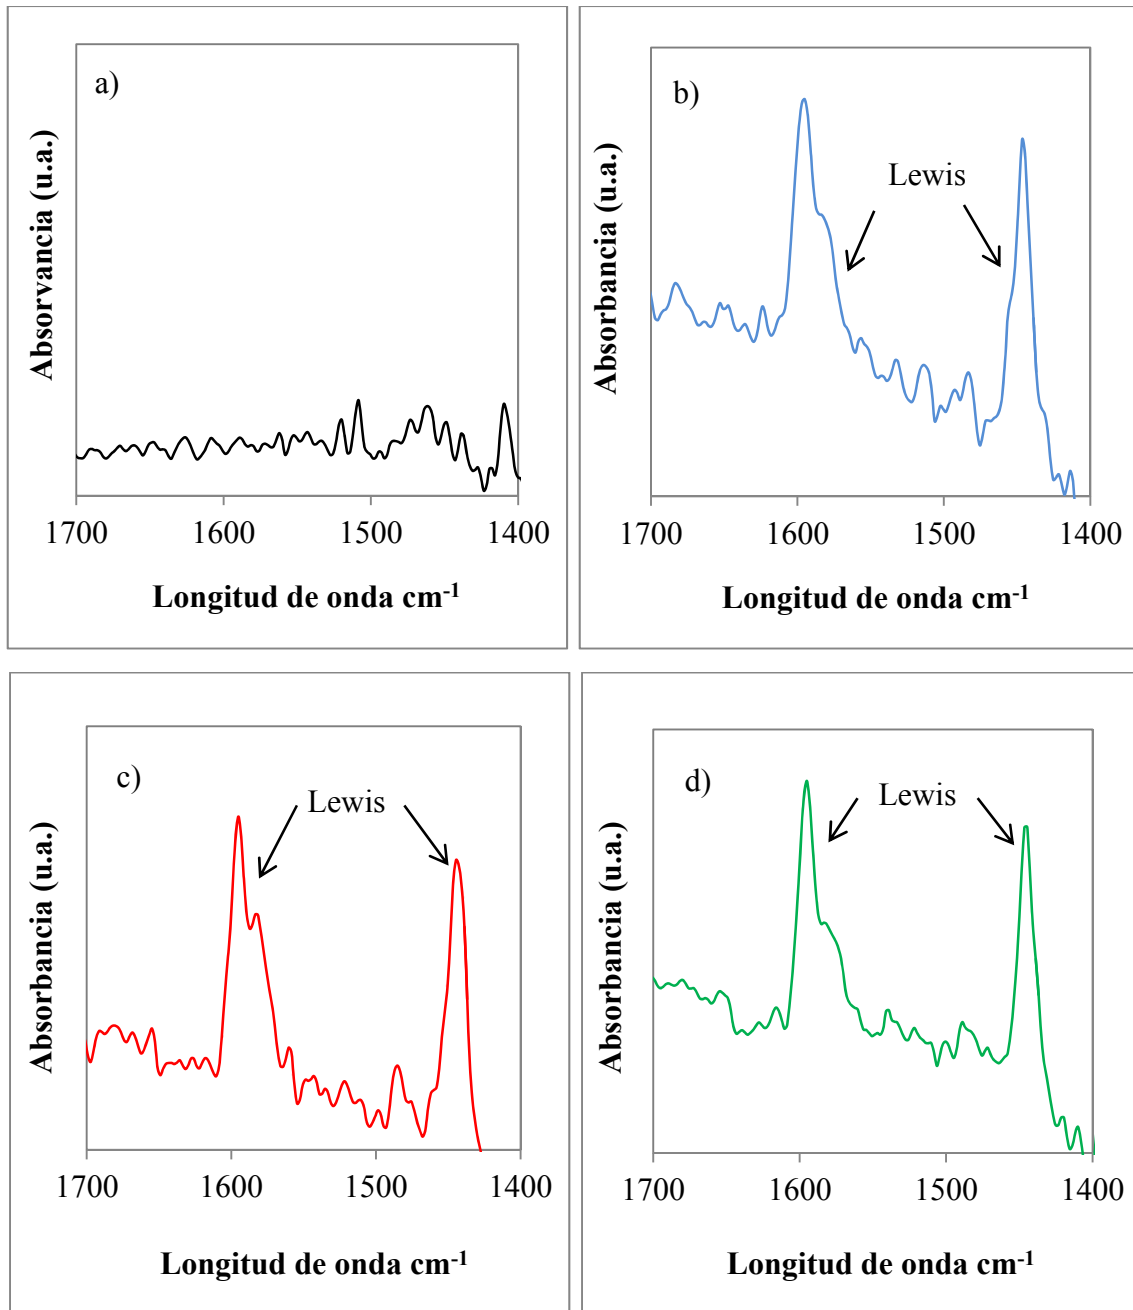 a)
Absorvancia (u.a.)
1700 1600 1500 1400
Longitud de onda cm-1
b)
Lewis
Absorbancia (u.a.)
1700 1600 1500 1400
Longitud de onda cm-1
c)
Lewis
Absorbancia (u.a.)
1700 1600 1500 1400
Longitud de onda cm-1
d)
Lewis
Absorbancia (u.a.)
1700 1600 1500 1400
Longitud de onda cm-1